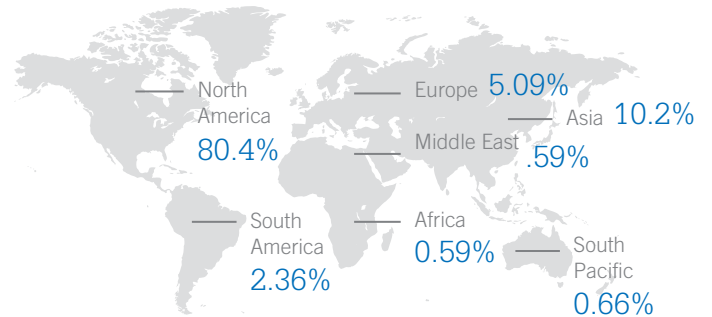 North
America
80.4%
Europe 5.09%
Asia 10.2%
Middle East .59%
South
America
2.36%
Africa
0.59%
South
Pacific
0.66%